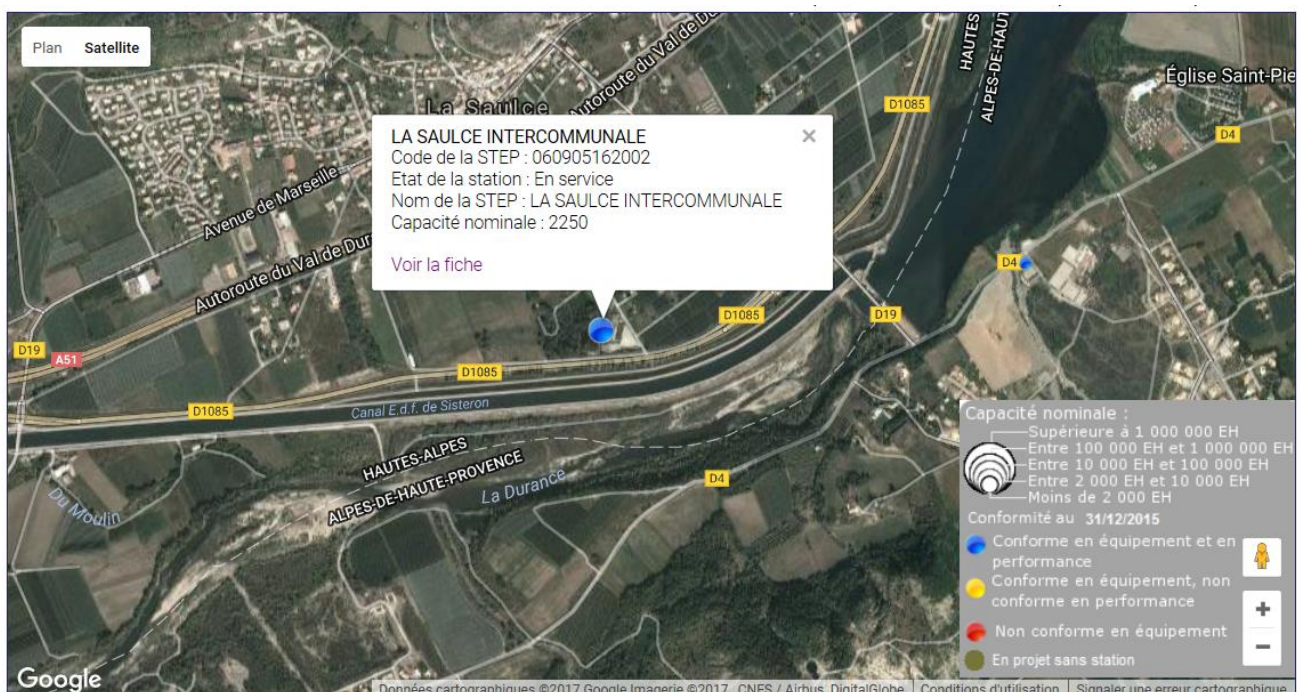 Plan Satellite
La Saulce
Autoroute du Val de Du
HAUTES
ALPES-DE-HAUT
Église Saint-Pie
D1085
D4
LA SAULCE INTERCOMMUNALE ×
Code de la STEP : 060905162002
Etat de la station : En service
Nom de la STEP : LA SAULCE INTERCOMMUNALE
Capacité nominale : 2250
Voir la fiche
Avenue de Marseille
Autoroute du Val de Dur
D4
D1085
D19
D19
A51
D1085
D1085
Canal E.d.f. de Sisteron
HAUTES-ALPES
ALPES-DE-HAUTE-PROVENCE
La Durance
D4
Du Moulin
Capacité nominale :
Supérieure à 1 000 000 EH
Entre 100 000 EH et 1 000 000 EH
Entre 10 000 EH et 100 000 EH
Entre 2 000 EH et 10 000 EH
Moins de 2 000 EH
Conformité au 31/12/2015
Conforme en équipement et en
performance
Conforme en équipement, non
conforme en performance
Non conforme en équipement
En projet sans station
+
−
Google
Données cartographiques ©2017 Google Imagerie ©2017 , CNES / Airbus, DigitalGlobe Conditions d'utilisation Signaler une erreur cartographique